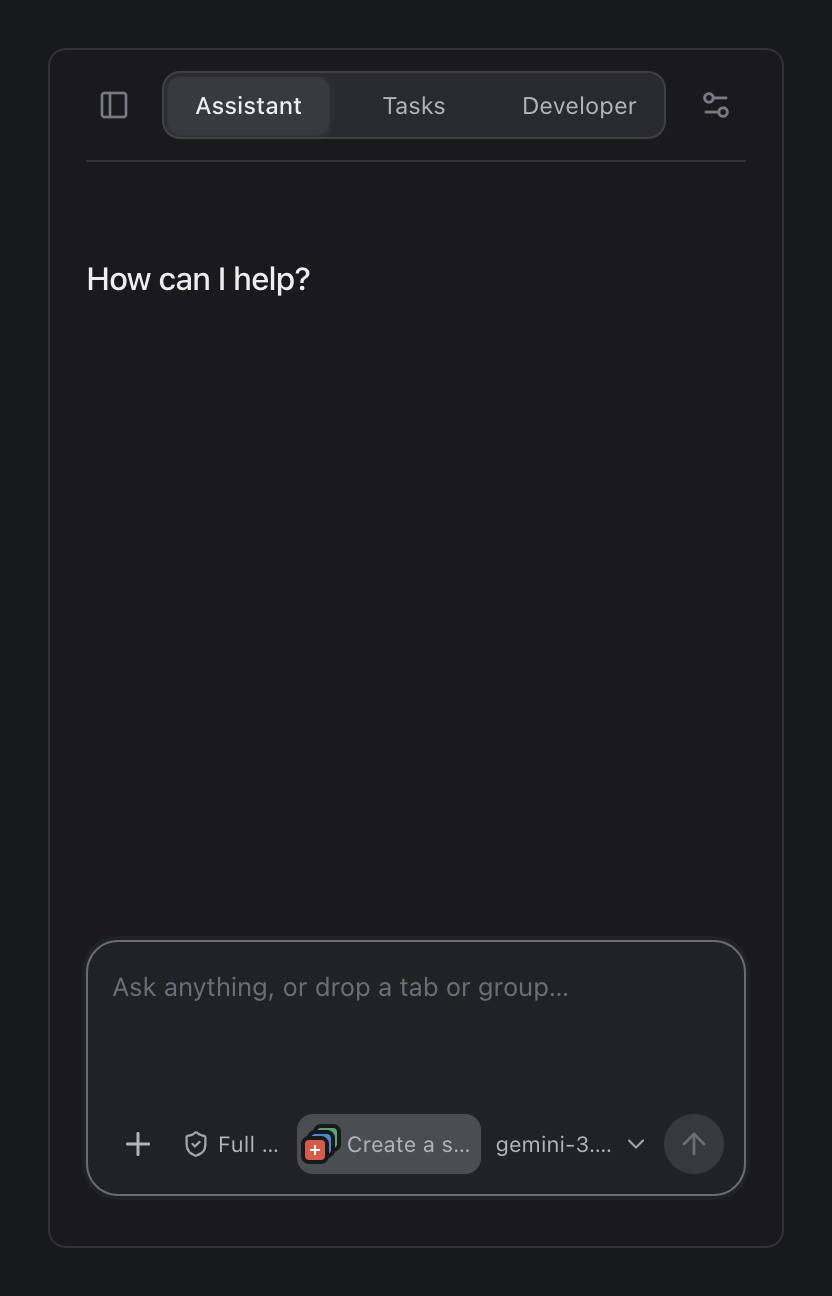 Assistant Tasks Developer
How can I help?
Ask anything, or drop a tab or group...
Full ... Create a s... gemini-3....